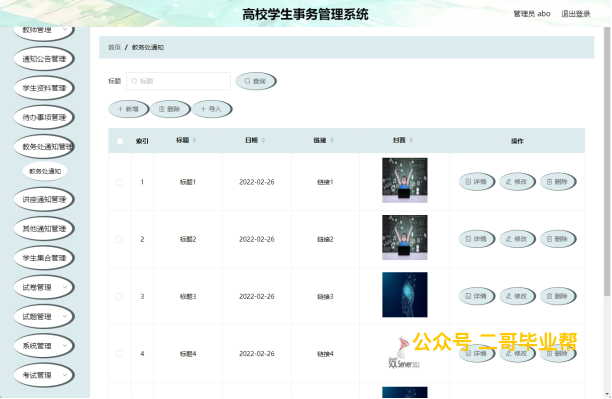 高校学生事务管理系统
管理员 abo 退出登录
教师管理
通知公告管理
学生资料管理
待办事项管理
教务处通知管理
教务处通知
讲座通知管理
其他通知管理
学生集合管理
试卷管理
试题管理
系统管理
考试管理
首页 / 教务处通知
标题 标题 查询
+ 新增 删除 + 导入
索引 标题 日期 链接 封面 操作
1 标题1 2022-02-26 链接1 详情 修改 删除
2 标题2 2022-02-26 链接2 详情 修改 删除
3 标题3 2022-02-26 链接3 详情 修改 删除
4 标题4 2022-02-26 链接4 详情 修改 删除
SQL Server
公众号 二哥毕业帮